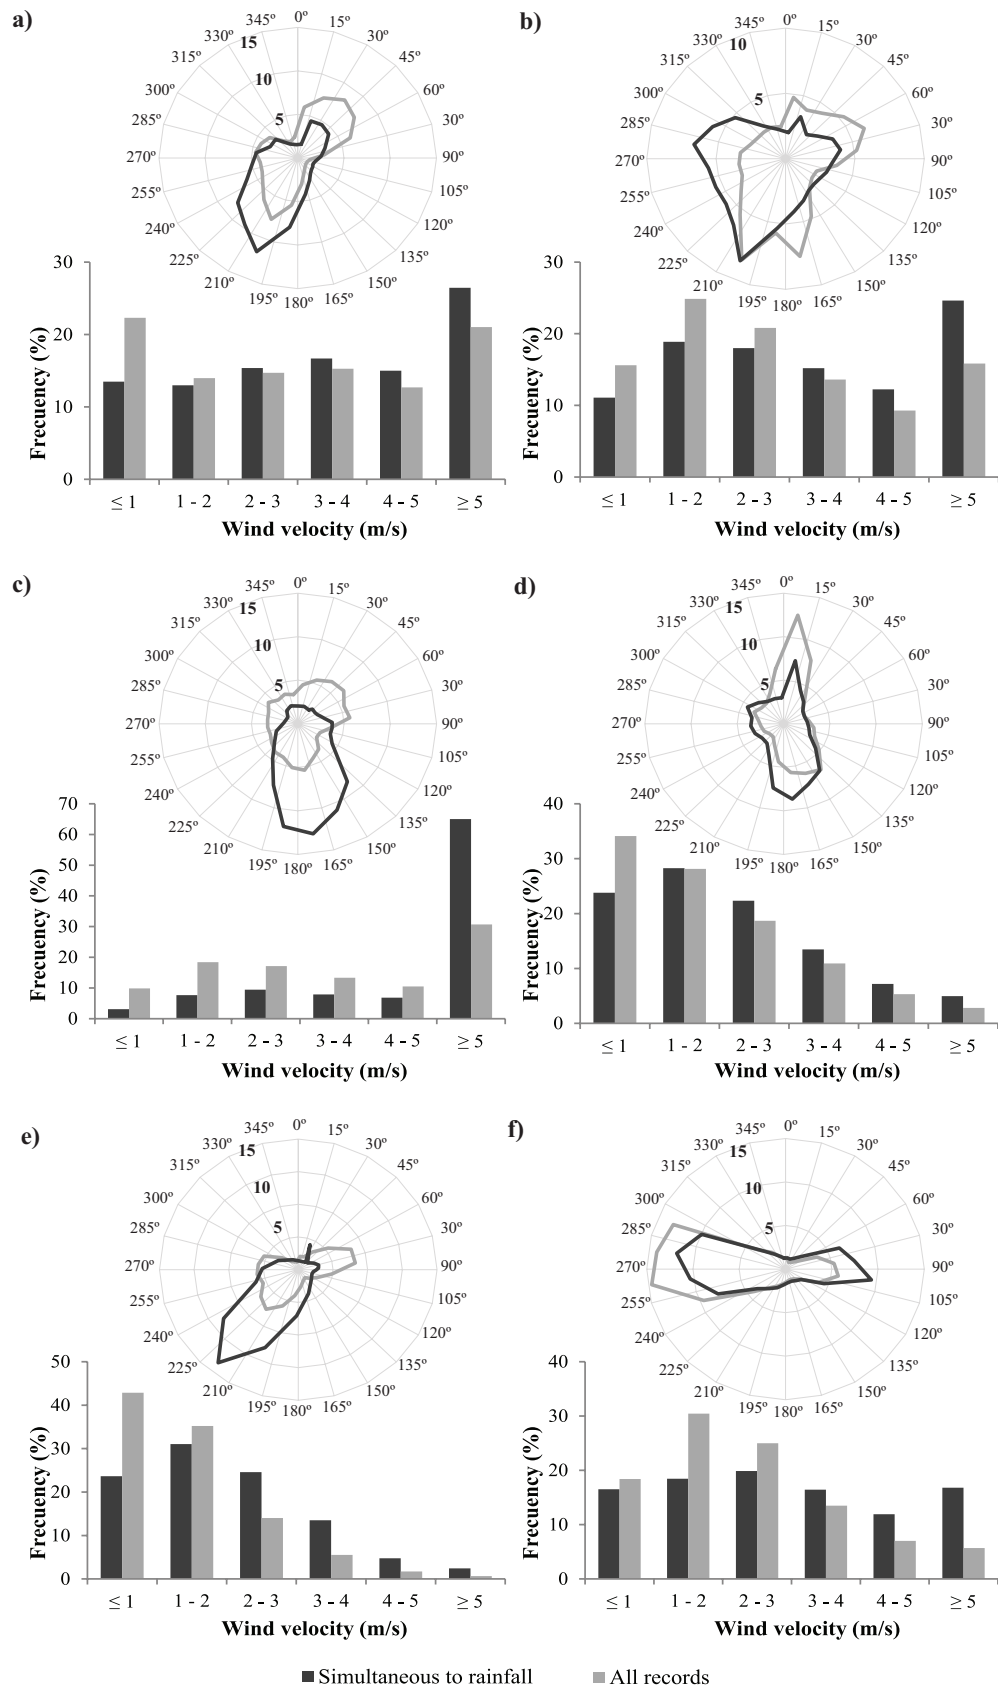 a)
0º
15º
30º
45º
60º
30º
90º
105º
120º
135º
150º
165º
180º
195º
210º
225º
240º
255º
270º
285º
300º
315º
330º
345º
15
10
5
30
20
10
0
Frecuency (%)
≤ 1
1 - 2
2 - 3
3 - 4
4 - 5
≥ 5
Wind velocity (m/s)
b)
0º
15º
30º
45º
60º
30º
90º
105º
120º
135º
150º
165º
180º
195º
210º
225º
240º
255º
270º
285º
300º
315º
330º
345º
10
5
30
20
10
0
Frecuency (%)
≤ 1
1 - 2
2 - 3
3 - 4
4 - 5
≥ 5
Wind velocity (m/s)
c)
0º
15º
30º
45º
60º
30º
90º
105º
120º
135º
150º
165º
180º
195º
210º
225º
240º
255º
270º
285º
300º
315º
330º
345º
15
10
5
70
60
50
40
30
20
10
0
Frecuency (%)
≤ 1
1 - 2
2 - 3
3 - 4
4 - 5
≥ 5
Wind velocity (m/s)
d)
0º
15º
30º
45º
60º
30º
90º
105º
120º
135º
150º
165º
180º
195º
210º
225º
240º
255º
270º
285º
300º
315º
330º
345º
15
10
5
40
30
20
10
0
Frecuency (%)
≤ 1
1 - 2
2 - 3
3 - 4
4 - 5
≥ 5
Wind velocity (m/s)
e)
0º
15º
30º
45º
60º
30º
90º
105º
120º
135º
150º
165º
180º
195º
210º
225º
240º
255º
270º
285º
300º
315º
330º
345º
15
10
5
50
40
30
20
10
0
Frecuency (%)
≤ 1
1 - 2
2 - 3
3 - 4
4 - 5
≥ 5
Wind velocity (m/s)
f)
0º
15º
30º
45º
60º
30º
90º
105º
120º
135º
150º
165º
180º
195º
210º
225º
240º
255º
270º
285º
300º
315º
330º
345º
15
10
5
40
30
20
10
0
Frecuency (%)
≤ 1
1 - 2
2 - 3
3 - 4
4 - 5
≥ 5
Wind velocity (m/s)
Simultaneous to rainfall
All records